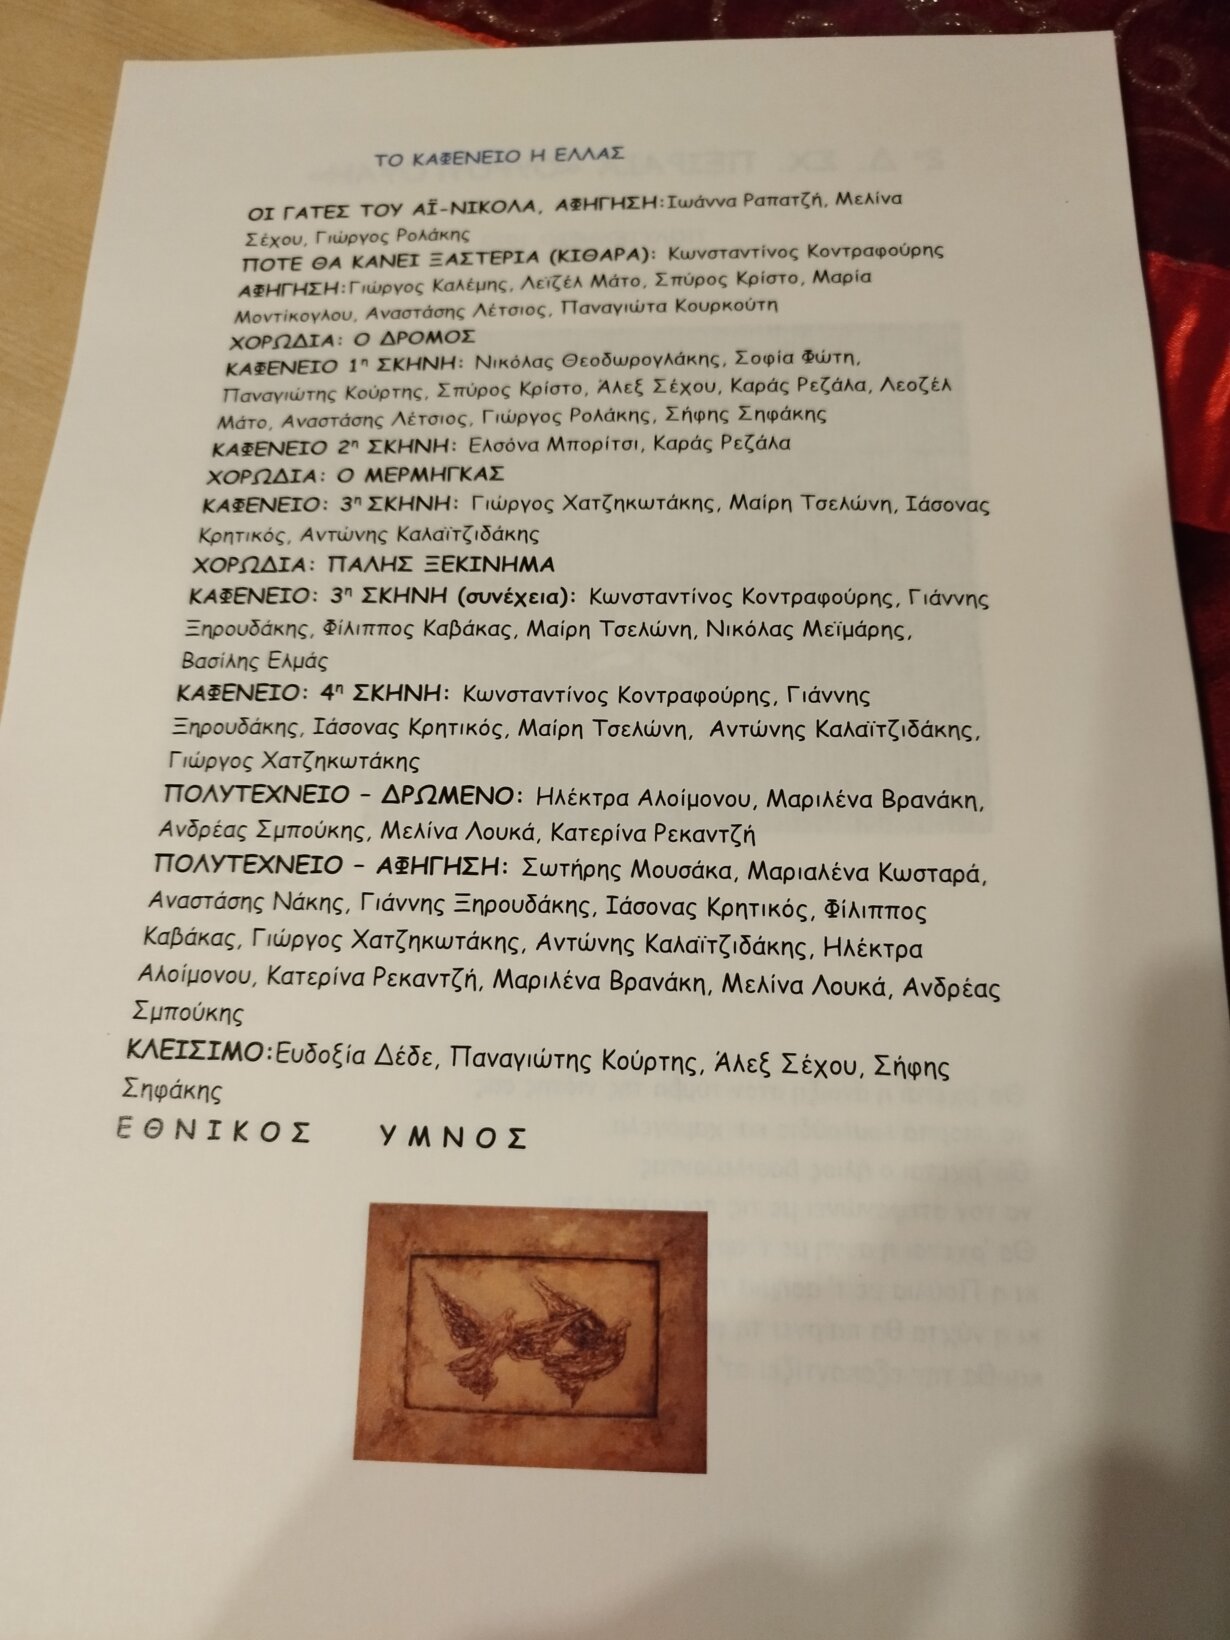 ΤΟ ΚΑΦΕΝΕΙΟ Η ΕΛΛΑΣ
ΟΙ ΓΑΤΕΣ ΤΟΥ ΑΪ-ΝΙΚΟΛΑ, ΑΦΗΓΗΣΗ:Ιωάννα Ραπατζή, Μελίνα
Σέχου, Γιώργος Ρολάκης
ΠΟΤΕ ΘΑ ΚΑΝΕΙ ΞΑΣΤΕΡΙΑ (ΚΙΘΑΡΑ): Κωνσταντίνος Κοντραφούρης
ΑΦΗΓΗΣΗ:Γιώργος Καλέμης, Λεϊζέλ Μάτο, Σπύρος Κρίστο, Μαρία
Μοντίκογλου, Αναστάσης Λέτσιος, Παναγιώτα Κουρκούτη
ΧΟΡΩΔΙΑ: Ο ΔΡΟΜΟΣ
ΚΑΦΕΝΕΙΟ 1η ΣΚΗΝΗ: Νικόλας Θεοδωρογλάκης, Σοφία Φώτη,
Παναγιώτης Κούρτης, Σπύρος Κρίστο, Άλεξ Σέχου, Καράς Ρεζάλα, Λεοζέλ
Μάτο, Αναστάσης Λέτσιος, Γιώργος Ρολάκης, Σήφης Σηφάκης
ΚΑΦΕΝΕΙΟ 2η ΣΚΗΝΗ: Ελσόνα Μπορίτσι, Καράς Ρεζάλα
ΧΟΡΩΔΙΑ: Ο ΜΕΡΜΗΓΚΑΣ
ΚΑΦΕΝΕΙΟ: 3η ΣΚΗΝΗ: Γιώργος Χατζηκωτάκης, Μαίρη Τσελώνη, Ιάσονας
Κρητικός, Αντώνης Καλαϊτζιδάκης
ΧΟΡΩΔΙΑ: ΠΑΛΗΣ ΞΕΚΙΝΗΜΑ
ΚΑΦΕΝΕΙΟ: 3η ΣΚΗΝΗ (συνέχεια): Κωνσταντίνος Κοντραφούρης, Γιάννης
Ξηρουδάκης, Φίλιππος Καβάκας, Μαίρη Τσελώνη, Νικόλας Μεϊμάρης,
Βασίλης Ελμάς
ΚΑΦΕΝΕΙΟ: 4η ΣΚΗΝΗ: Κωνσταντίνος Κοντραφούρης, Γιάννης
Ξηρουδάκης, Ιάσονας Κρητικός, Μαίρη Τσελώνη, Αντώνης Καλαϊτζιδάκης,
Γιώργος Χατζηκωτάκης
ΠΟΛΥΤΕΧΝΕΙΟ - ΔΡΩΜΕΝΟ: Ηλέκτρα Αλοίμονου, Μαριλένα Βρανάκη,
Ανδρέας Σμπούκης, Μελίνα Λουκά, Κατερίνα Ρεκαντζή
ΠΟΛΥΤΕΧΝΕΙΟ - ΑΦΗΓΗΣΗ: Σωτήρης Μουσάκα, Μαριαλένα Κωσταρά,
Αναστάσης Νάκης, Γιάννης Ξηρουδάκης, Ιάσονας Κρητικός, Φίλιππος
Καβάκας, Γιώργος Χατζηκωτάκης, Αντώνης Καλαϊτζιδάκης, Ηλέκτρα
Αλοίμονου, Κατερίνα Ρεκαντζή, Μαριλένα Βρανάκη, Μελίνα Λουκά, Ανδρέας
Σμπούκης
ΚΛΕΙΣΙΜΟ:Ευδοξία Δέδε, Παναγιώτης Κούρτης, Άλεξ Σέχου, Σήφης
Σηφάκης
ΕΘΝΙΚΟΣ ΥΜΝΟΣ